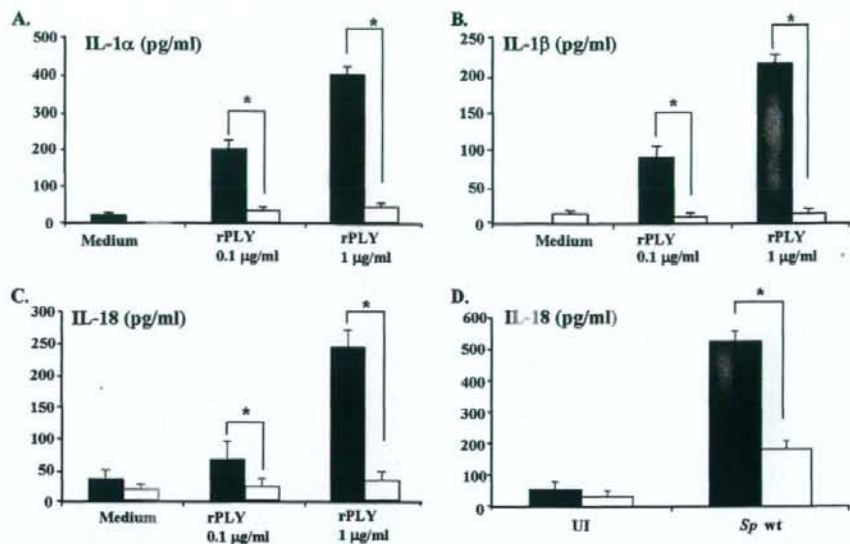 A.
IL-1α (pg/ml)
500
400
300
200
100
0
*
*
Medium
rPLY
0.1 μg/ml
rPLY
1 μg/ml
B.
IL-1β (pg/ml)
250
200
150
100
50
0
*
*
Medium
rPLY
0.1 μg/ml
rPLY
1 μg/ml
C.
IL-18 (pg/ml)
300
250
200
150
100
50
0
*
*
Medium
rPLY
0.1 μg/ml
rPLY
1 μg/ml
D.
IL-18 (pg/ml)
600
500
400
300
200
100
0
*
UI
Sp wt